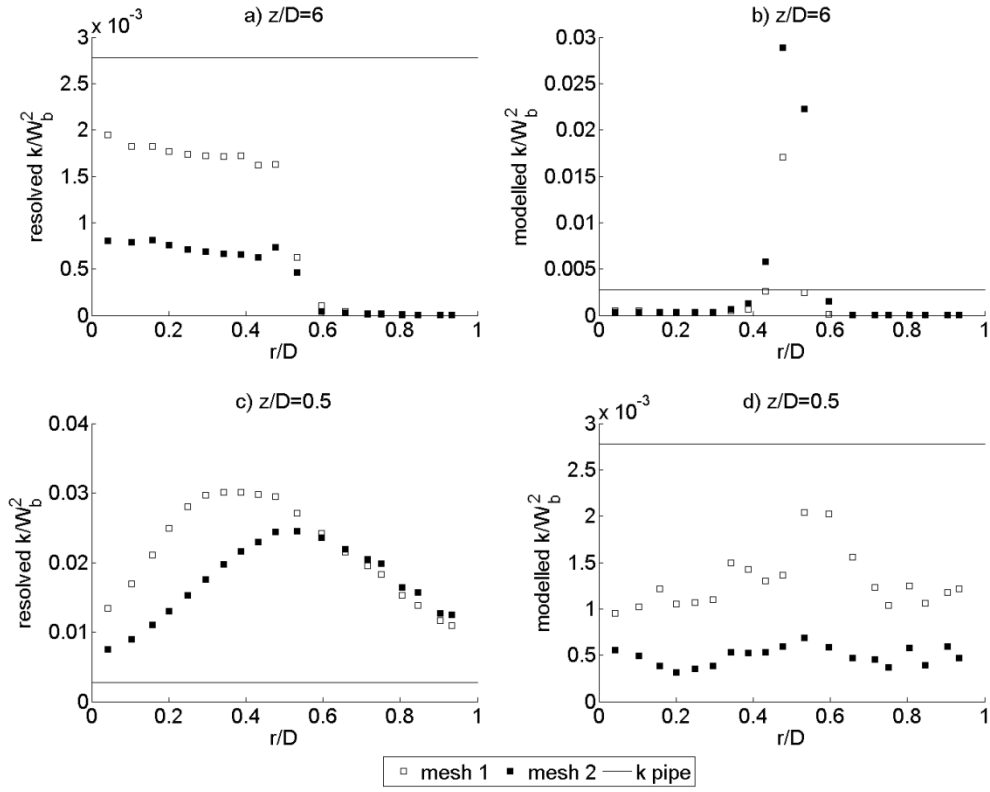 a) z/D=6
x 10^-3
3
2.5
2
1.5
1
0.5
0
resolved k/W_b^2
0 0.2 0.4 0.6 0.8 1
r/D
b) z/D=6
0.03
0.025
0.02
0.015
0.01
0.005
0
modelled k/W_b^2
0 0.2 0.4 0.6 0.8 1
r/D
c) z/D=0.5
0.04
0.03
0.02
0.01
0
resolved k/W_b^2
0 0.2 0.4 0.6 0.8 1
r/D
d) z/D=0.5
x 10^-3
3
2.5
2
1.5
1
0.5
0
modelled k/W_b^2
0 0.2 0.4 0.6 0.8 1
r/D
mesh 1 mesh 2 k pipe